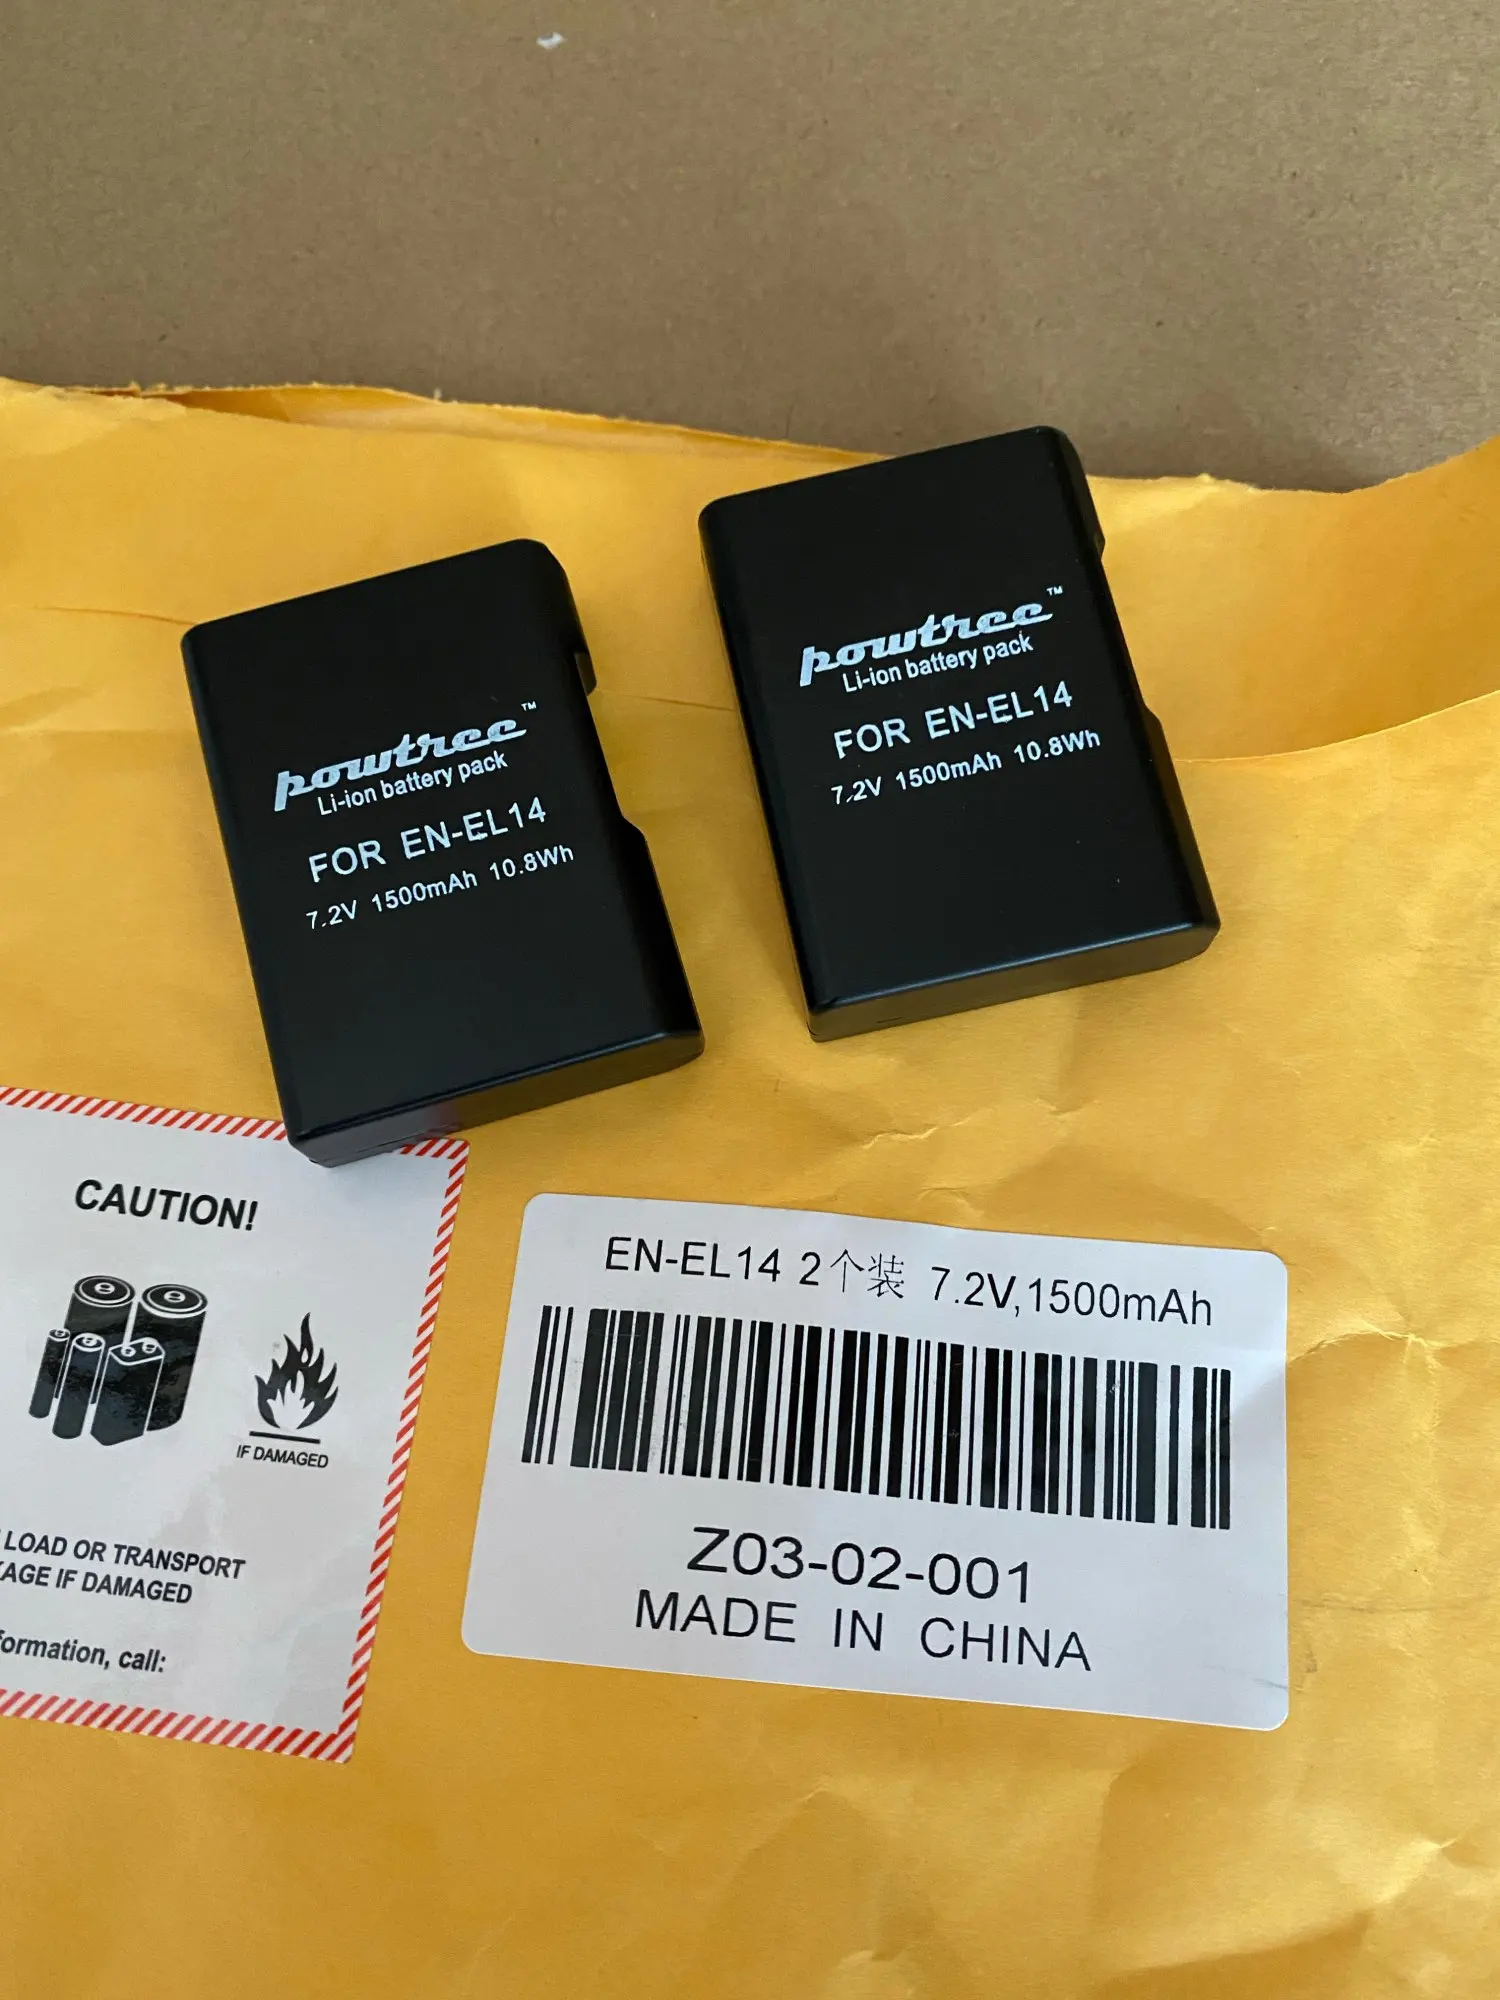 powtree™
Li-ion battery pack
FOR EN-EL14
7.2V 1500mAh 10.8Wh
powtree™
Li-ion battery pack
FOR EN-EL14
7.2V 1500mAh 10.8Wh
CAUTION!
IF DAMAGED
LOAD OR TRANSPORT
IF DAMAGED
call:
EN-EL14 2个装 7.2V,1500mAh
Z03-02-001
MADE IN CHINA